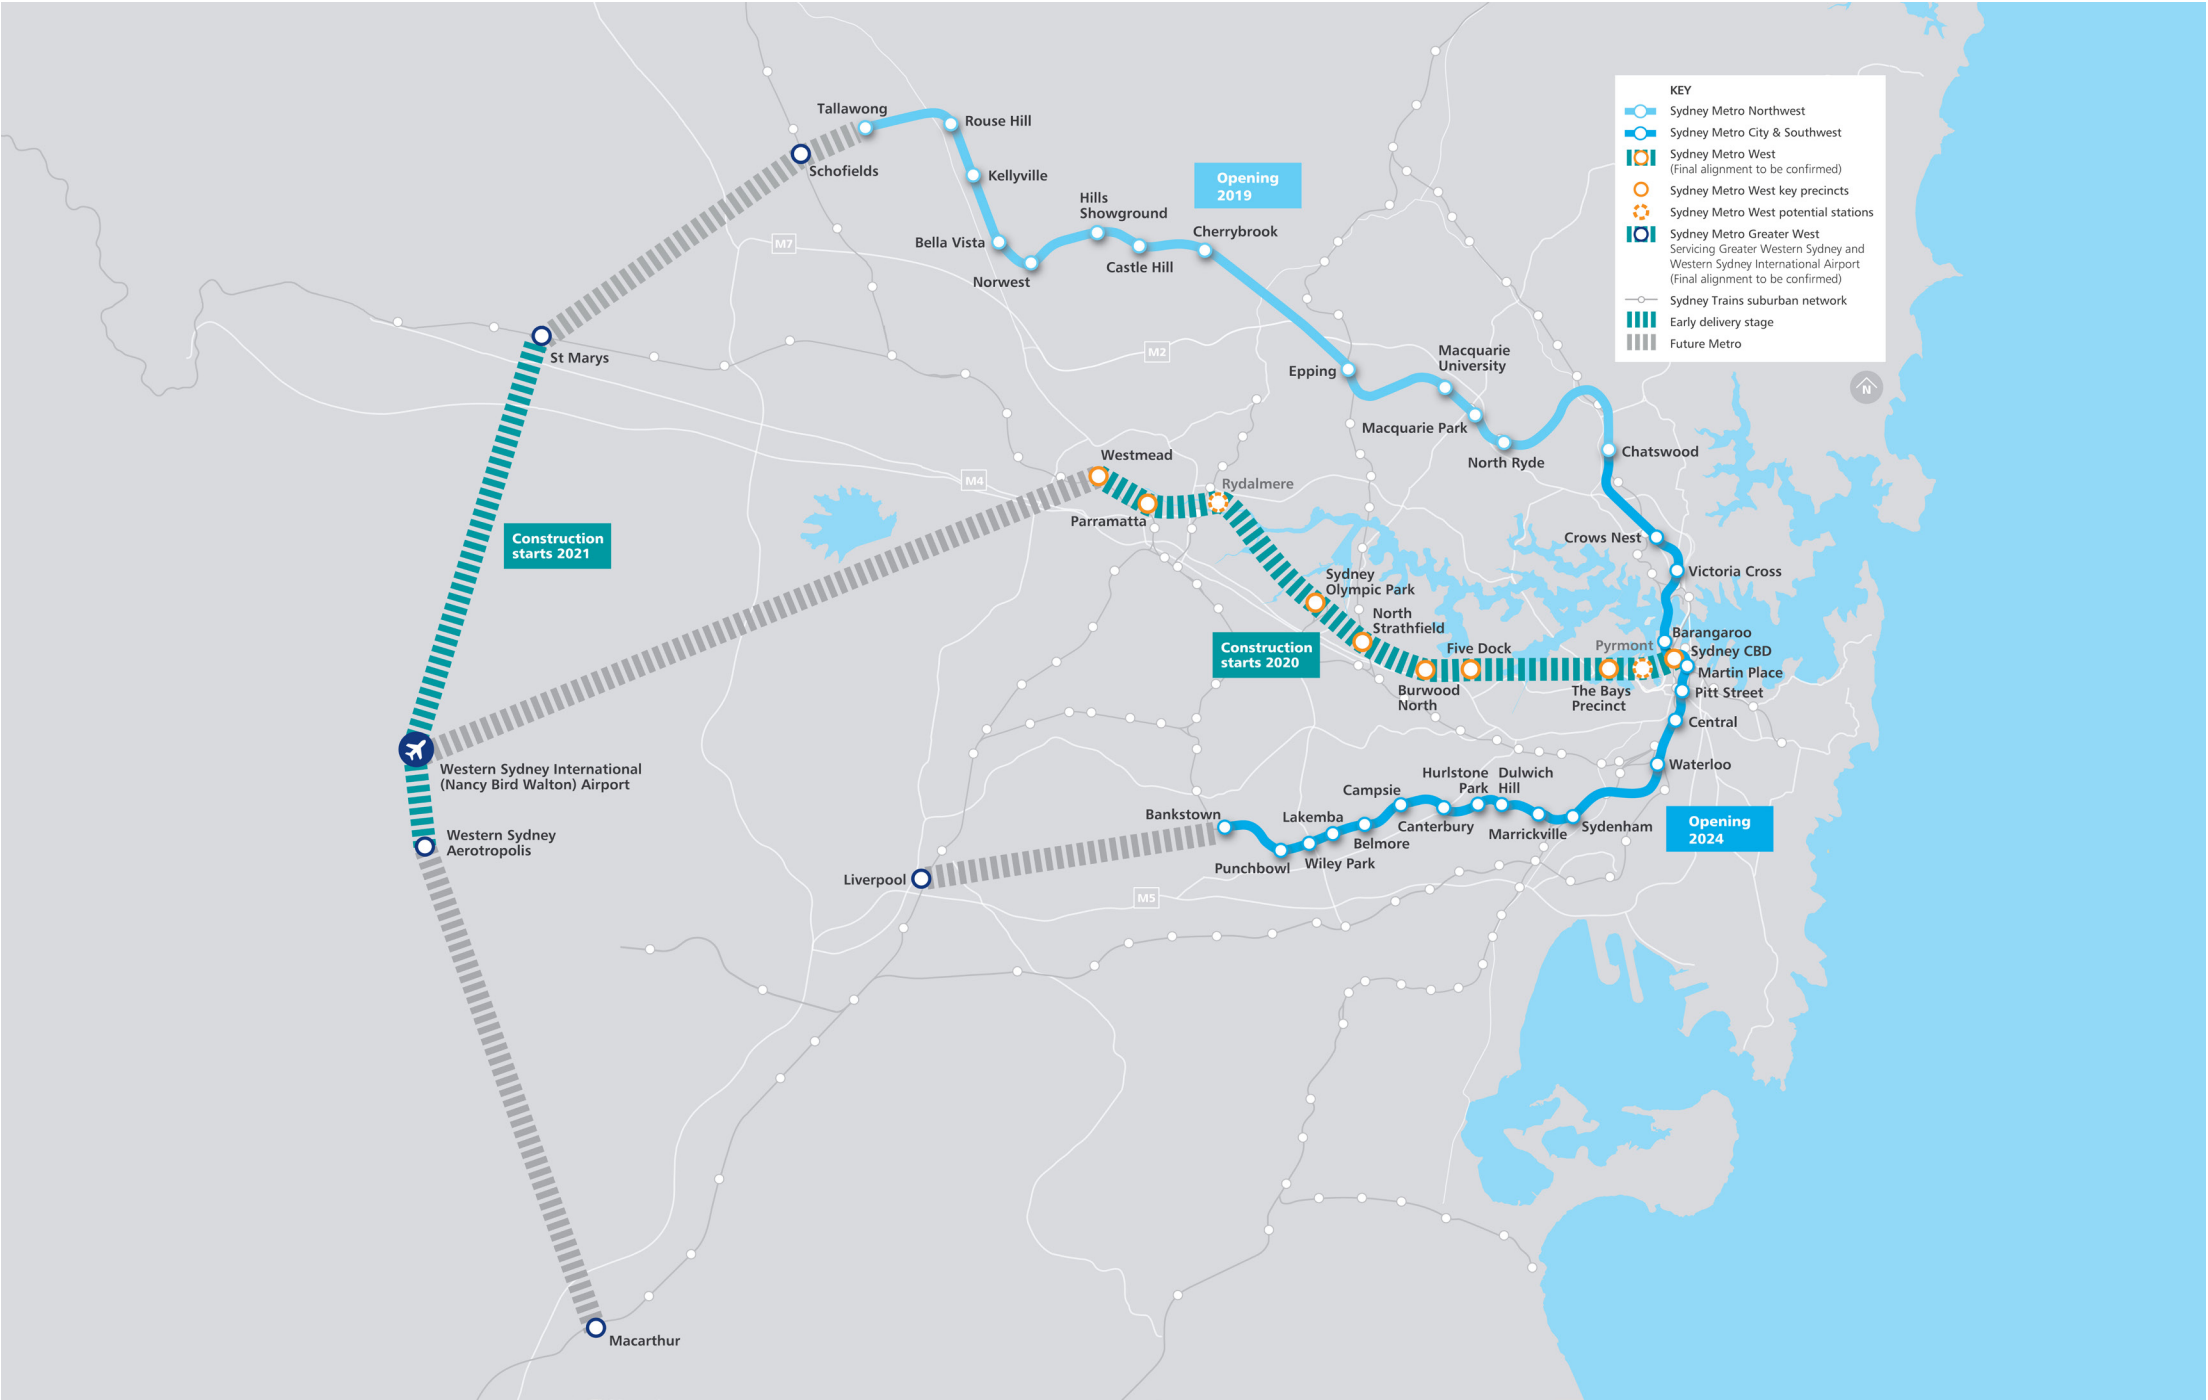 Tallawong
Rouse Hill
Schofields
Kellyville
Opening
2019
Hills
Showground
Cherrybrook
Bella Vista
Castle Hill
Norwest
M7
St Marys
M2
Epping
Macquarie
University
Macquarie Park
North Ryde
Chatswood
Westmead
M4
Rydalmere
Parramatta
Construction
starts 2021
Crows Nest
Victoria Cross
Sydney
Olympic Park
North
Strathfield
Construction
starts 2020
Five Dock
Burwood
North
Pyrmont
The Bays
Precinct
Barangaroo
Sydney CBD
Martin Place
Pitt Street
Central
Waterloo
Western Sydney International
(Nancy Bird Walton) Airport
Western Sydney
Aerotropolis
Hurlstone
Park
Dulwich
Hill
Campsie
Bankstown
Lakemba
Canterbury
Marrickville
Sydenham
Belmore
Punchbowl
Wiley Park
Opening
2024
Liverpool
M5
Macarthur
KEY
Sydney Metro Northwest
Sydney Metro City & Southwest
Sydney Metro West
(Final alignment to be confirmed)
Sydney Metro West key precincts
Sydney Metro West potential stations
Sydney Metro Greater West
Servicing Greater Western Sydney and
Western Sydney International Airport
(Final alignment to be confirmed)
Sydney Trains suburban network
Early delivery stage
Future Metro
N